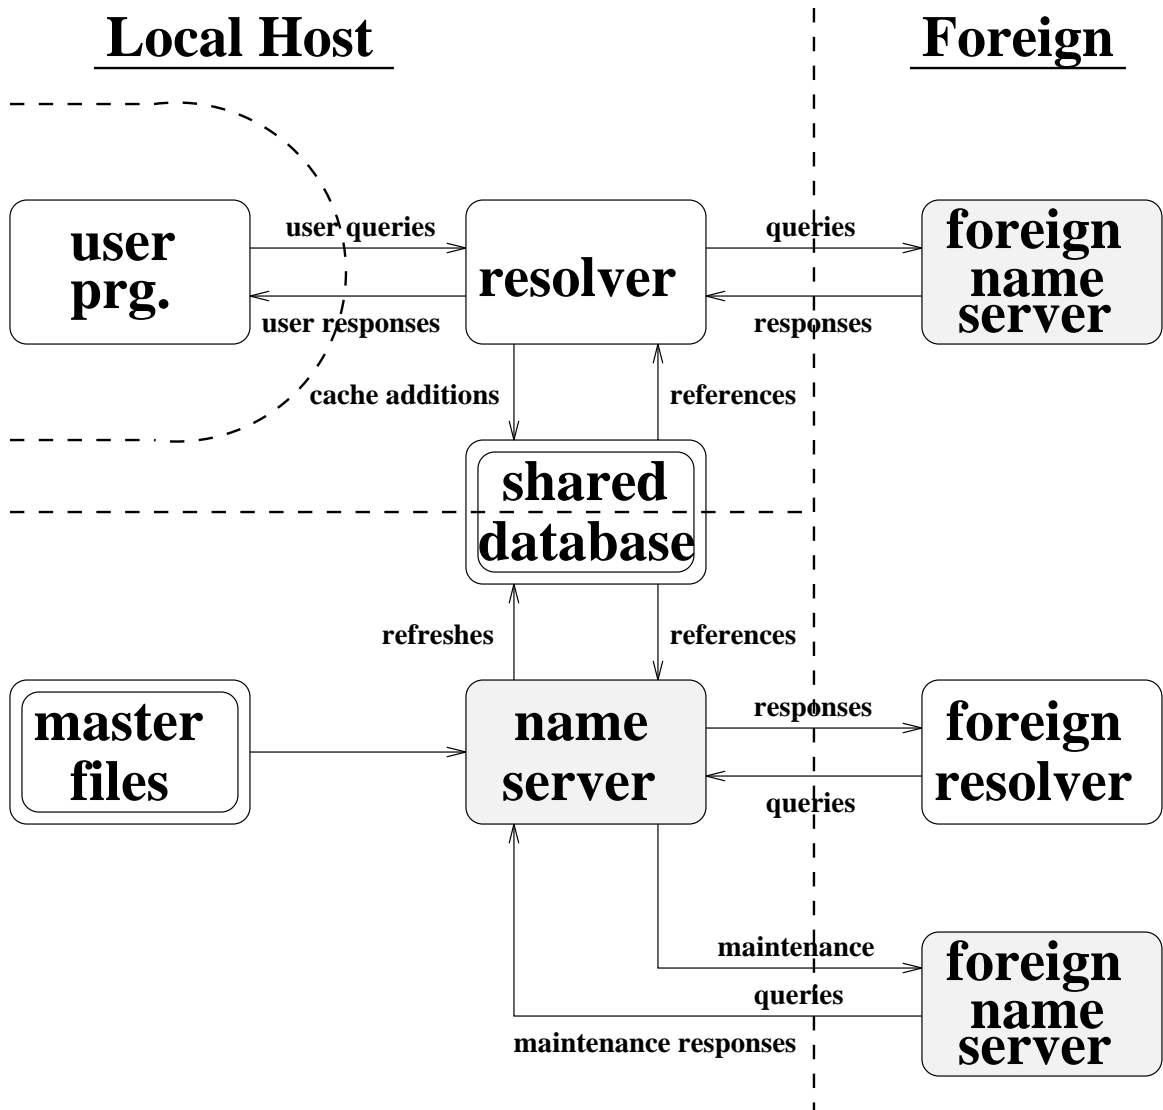 Local Host
Foreign
user
prg.
user queries
user responses
resolver
queries
responses
foreign
name
server
cache additions
references
shared
database
refreshes
references
master
files
name
server
responses
queries
foreign
resolver
maintenance
queries
maintenance responses
foreign
name
server